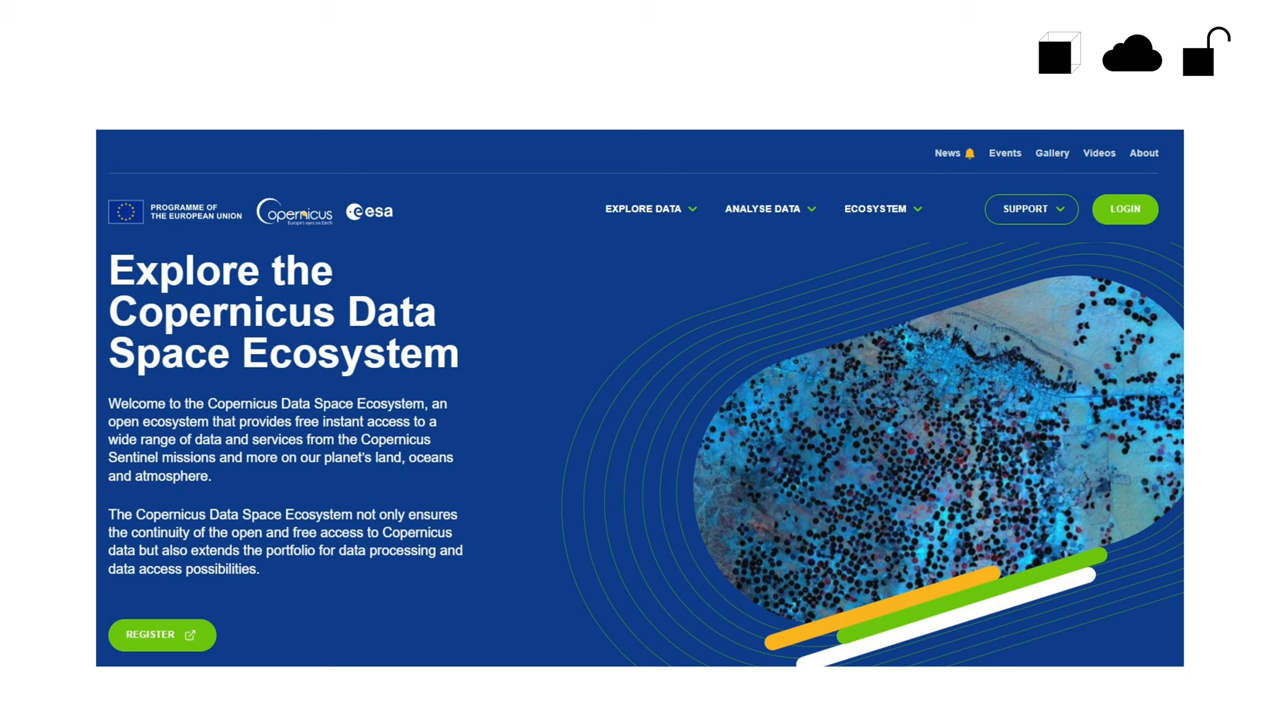 News Events Gallery Videos About
PROGRAMME OF
THE EUROPEAN UNION
opernicus
Europe's eyes on Earth
esa
EXPLORE DATA ANALYSE DATA ECOSYSTEM SUPPORT LOGIN
Explore the
Copernicus Data
Space Ecosystem
Welcome to the Copernicus Data Space Ecosystem, an
open ecosystem that provides free instant access to a
wide range of data and services from the Copernicus
Sentinel missions and more on our planet's land, oceans
and atmosphere.
The Copernicus Data Space Ecosystem not only ensures
the continuity of the open and free access to Copernicus
data but also extends the portfolio for data processing and
data access possibilities.
REGISTER